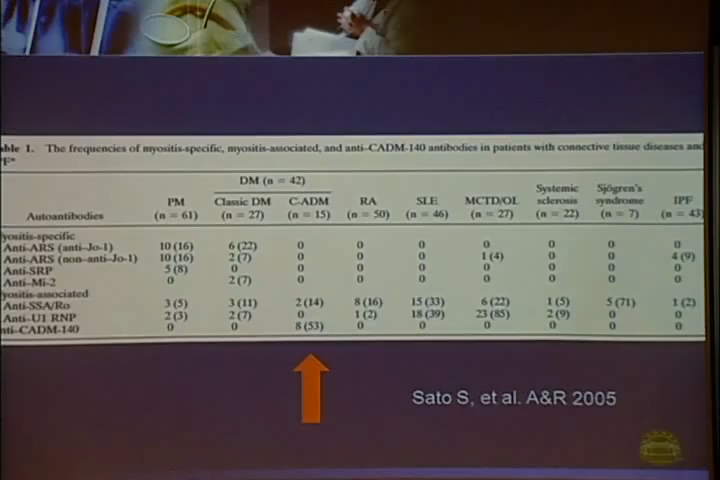 able 1. The frequencies of myositis-specific, myositis-associated, and anti–CADM-140 antibodies in patients with connective tissue diseases and
DM (n = 42)
Autoantibodies PM (n = 61) Classic DM (n = 27) C-ADM (n = 15) RA (n = 50) SLE (n = 46) MCTD/OL (n = 27) Systemic sclerosis (n = 22) Sjögren's syndrome (n = 7) IPF (n = 43)
yositis-specific
Anti-ARS (anti–Jo-1) 10 (16) 6 (22) 0 0 0 0 0 0 0
Anti-ARS (non–anti-Jo-1) 10 (16) 2 (7) 0 0 0 1 (4) 0 0 4 (9)
Anti-SRP 5 (8) 0 0 0 0 0 0 0 0
Anti–Mi-2 0 2 (7) 0 0 0 0 0 0 0
yositis-associated
Anti-SSA/Ro 3 (5) 3 (11) 2 (14) 8 (16) 15 (33) 6 (22) 1 (5) 5 (71) 1 (2)
Anti–U1 RNP 2 (3) 2 (7) 0 1 (2) 18 (39) 23 (85) 2 (9) 0 0
nti–CADM-140 0 0 8 (53) 0 0 0 0 0 0
Sato S, et al. A&R 2005